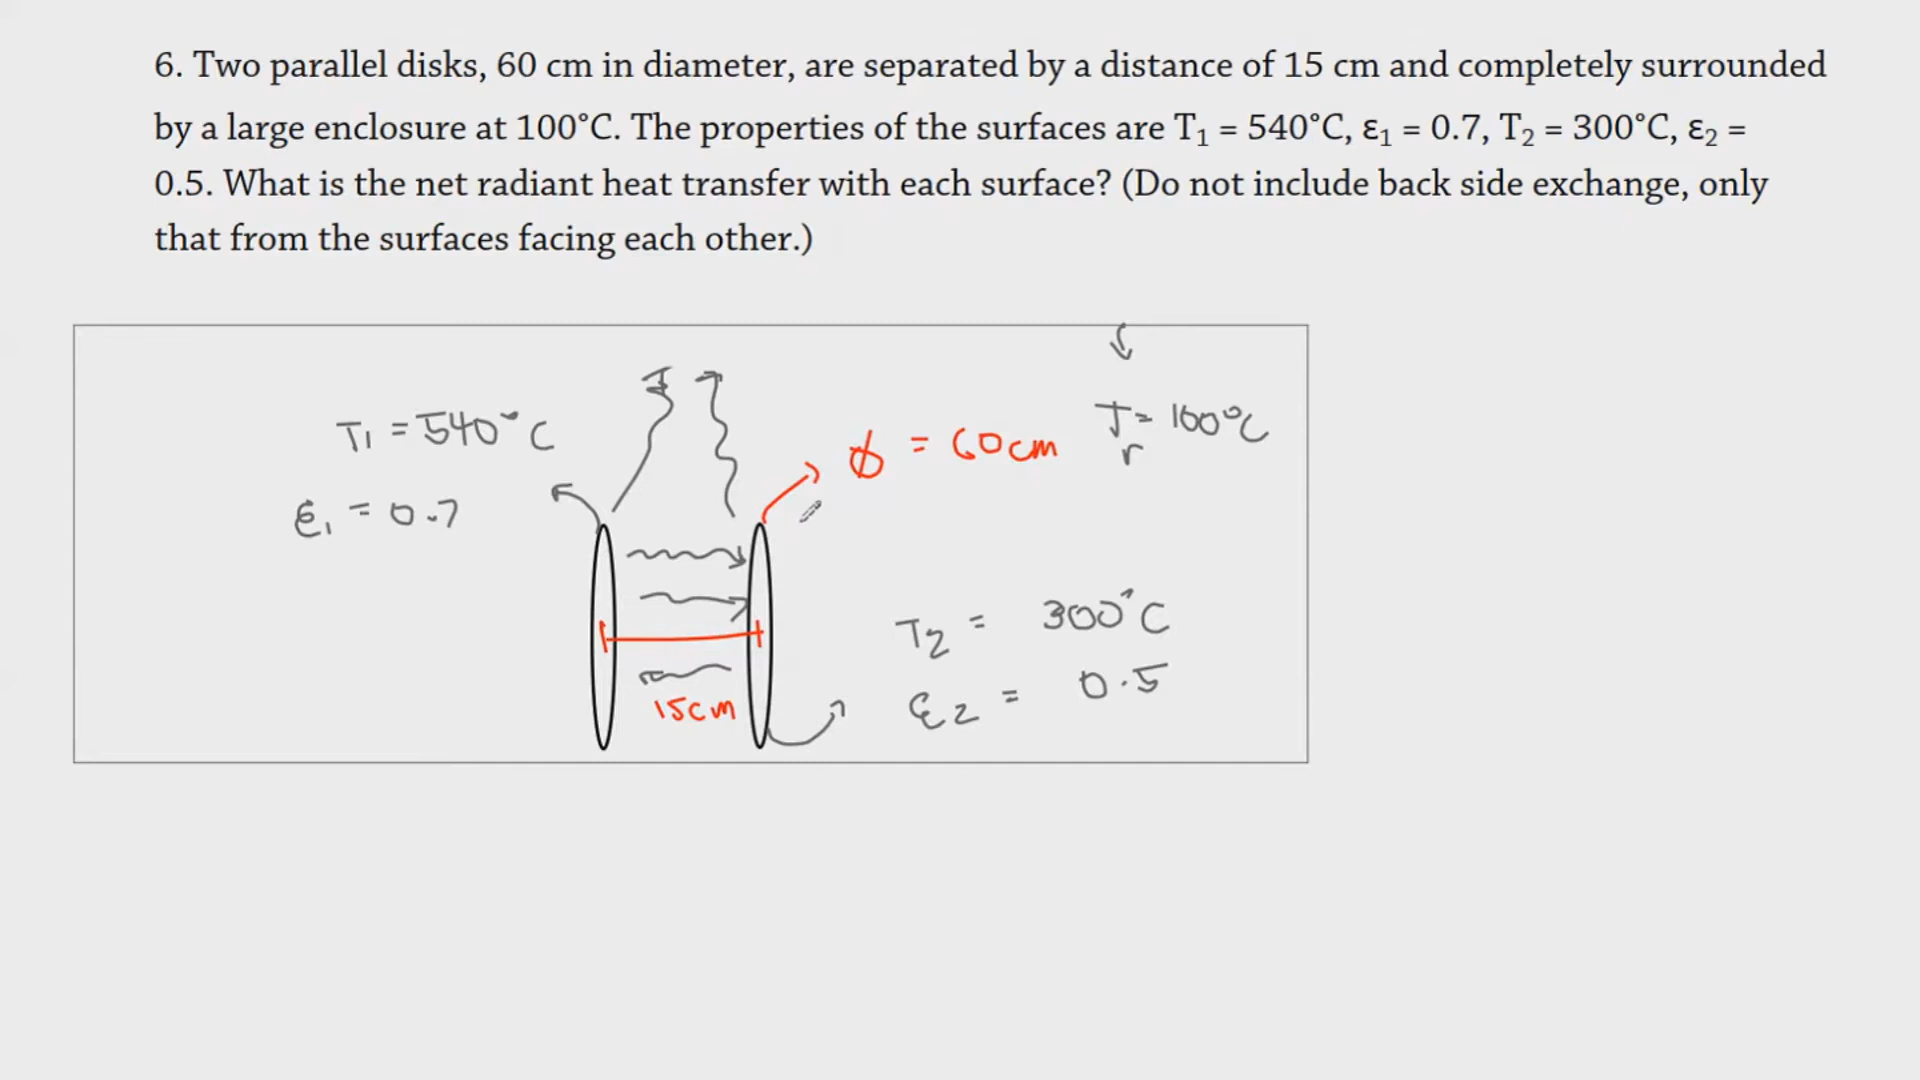 6. Two parallel disks, 60 cm in diameter, are separated by a distance of 15 cm and completely surrounded
by a large enclosure at 100°C. The properties of the surfaces are T₁ = 540°C, ε₁ = 0.7, T₂ = 300°C, ε₂ =
0.5. What is the net radiant heat transfer with each surface? (Do not include back side exchange, only
that from the surfaces facing each other.)
T₁ = 540°C
ε₁ = 0.7
ϕ = 60cm
Tr = 100°C
T₂ = 300°C
ε₂ = 0.5
15cm